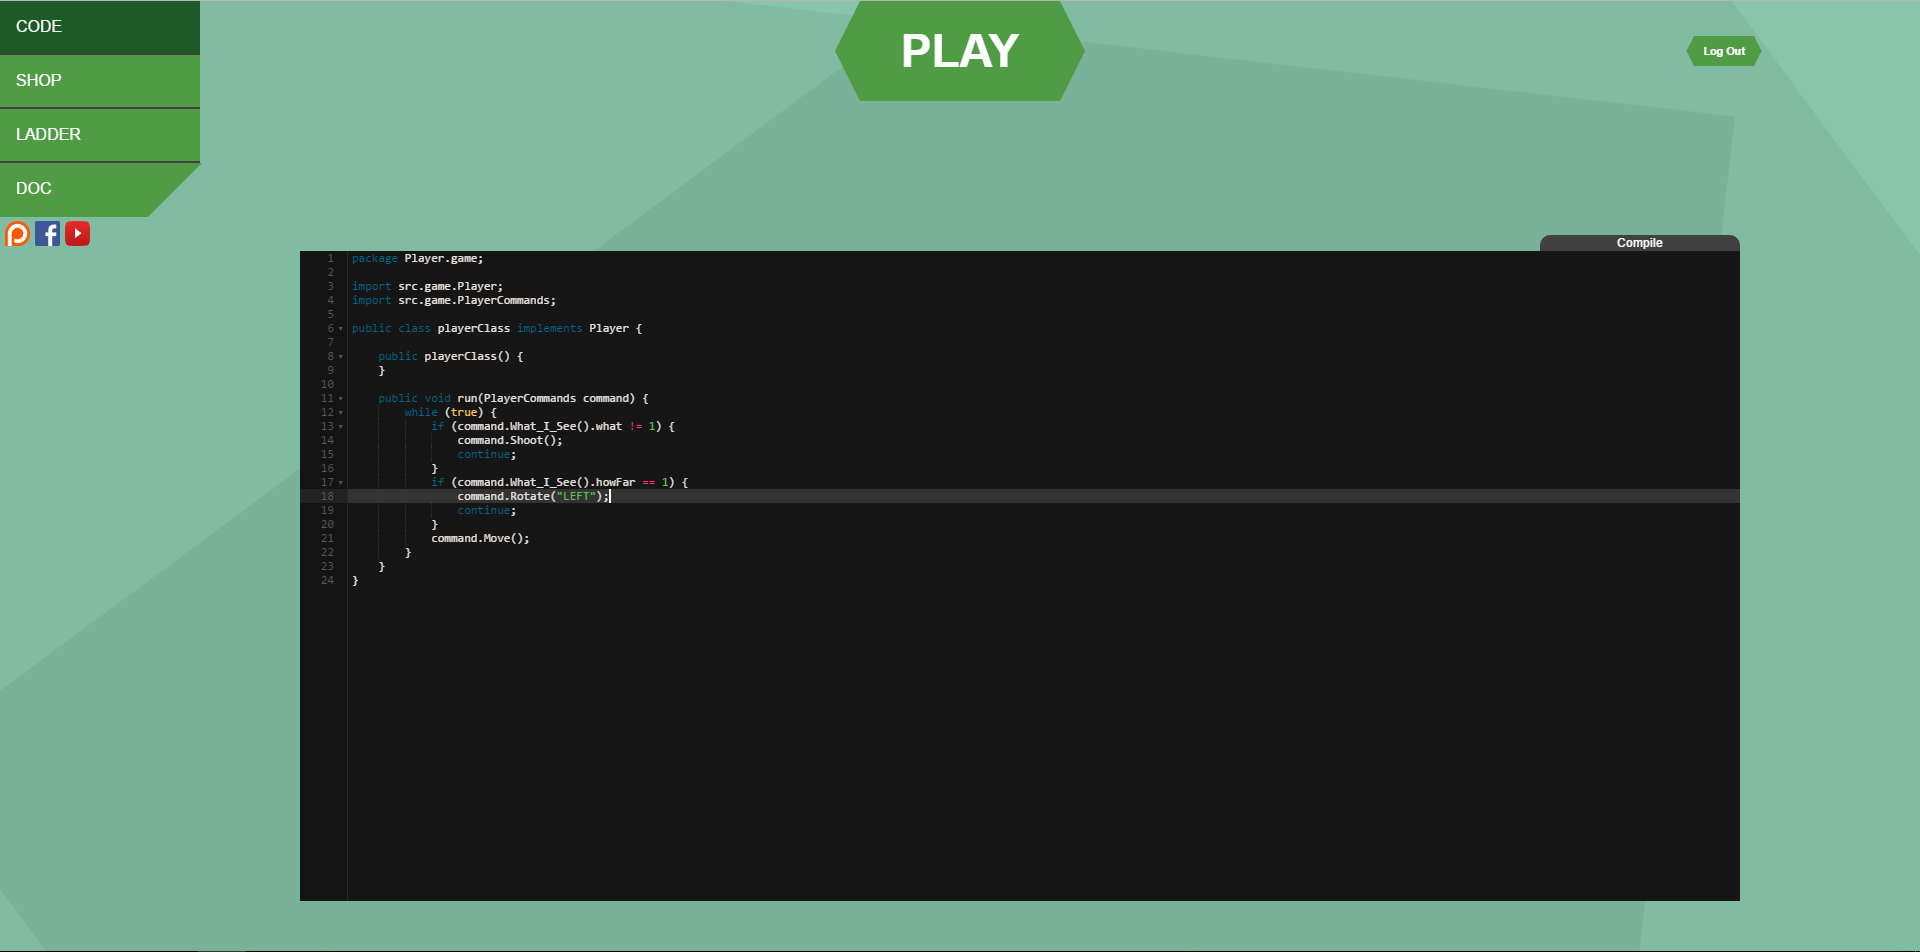 CODE
SHOP
LADDER
DOC
PLAY
Log Out
Compile
1 package Player.game;
2
3 import src.game.Player;
4 import src.game.PlayerCommands;
5
6 public class playerClass implements Player {
7
8     public playerClass() {
9     }
10
11     public void run(PlayerCommands command) {
12         while (true) {
13             if (command.What_I_See().what != 1) {
14                 command.Shoot();
15                 continue;
16             }
17             if (command.What_I_See().howFar == 1) {
18                 command.Rotate("LEFT");
19                 continue;
20             }
21             command.Move();
22         }
23     }
24 }